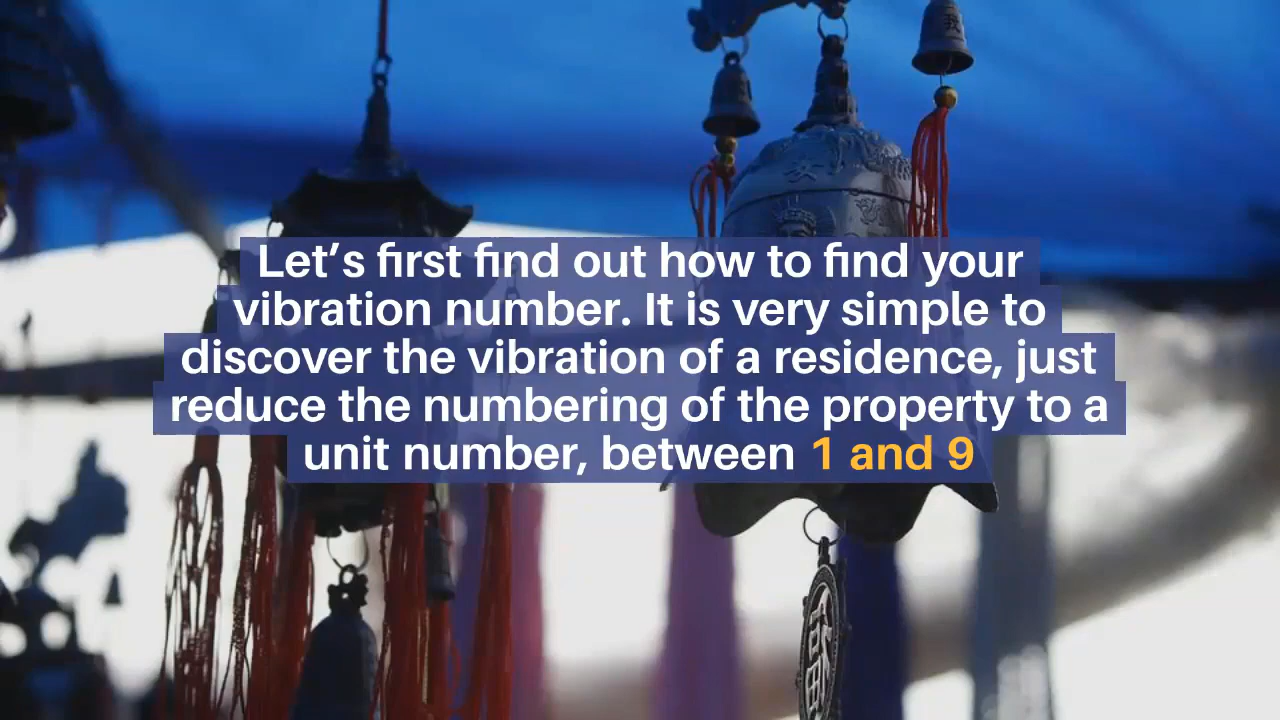 Let’s first find out how to find your
vibration number. It is very simple to
discover the vibration of a residence, just
reduce the numbering of the property to a
unit number, between 1 and 9